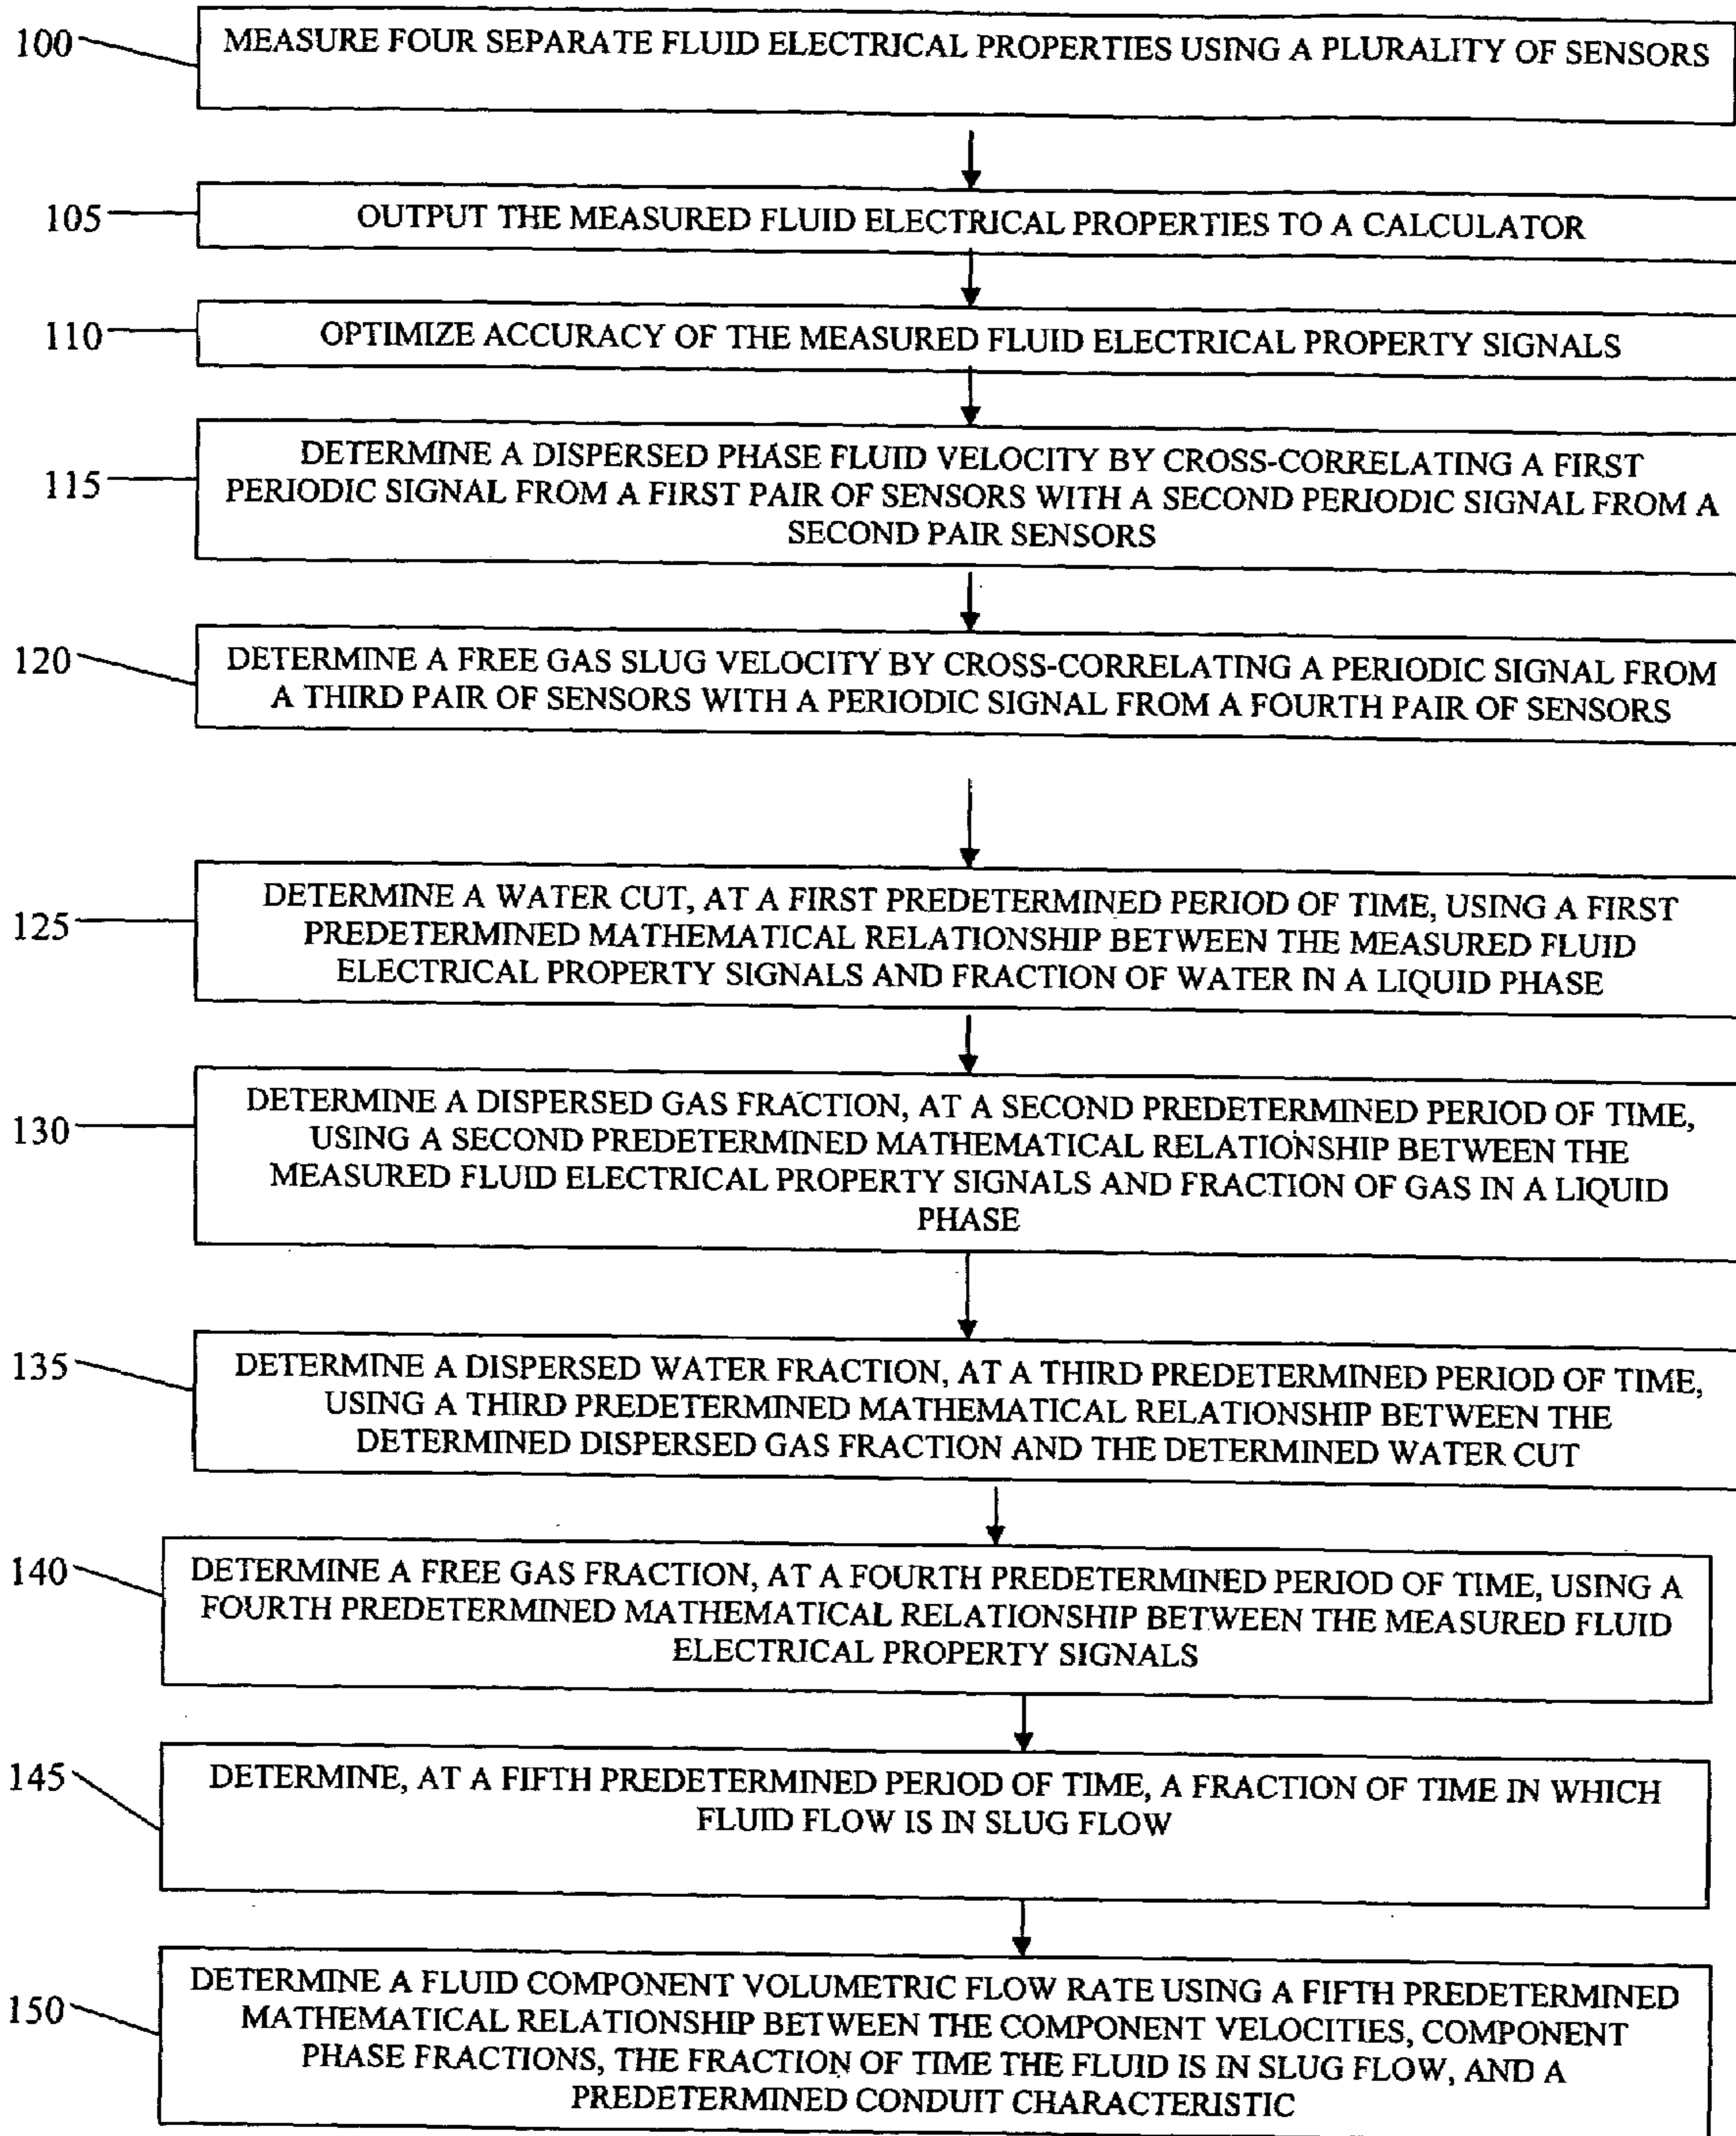 100
MEASURE FOUR SEPARATE FLUID ELECTRICAL PROPERTIES USING A PLURALITY OF SENSORS
105
OUTPUT THE MEASURED FLUID ELECTRICAL PROPERTIES TO A CALCULATOR
110
OPTIMIZE ACCURACY OF THE MEASURED FLUID ELECTRICAL PROPERTY SIGNALS
115
DETERMINE A DISPERSED PHASE FLUID VELOCITY BY CROSS-CORRELATING A FIRST
PERIODIC SIGNAL FROM A FIRST PAIR OF SENSORS WITH A SECOND PERIODIC SIGNAL FROM A
SECOND PAIR SENSORS
120
DETERMINE A FREE GAS SLUG VELOCITY BY CROSS-CORRELATING A PERIODIC SIGNAL FROM
A THIRD PAIR OF SENSORS WITH A PERIODIC SIGNAL FROM A FOURTH PAIR OF SENSORS
125
DETERMINE A WATER CUT, AT A FIRST PREDETERMINED PERIOD OF TIME, USING A FIRST
PREDETERMINED MATHEMATICAL RELATIONSHIP BETWEEN THE MEASURED FLUID
ELECTRICAL PROPERTY SIGNALS AND FRACTION OF WATER IN A LIQUID PHASE
130
DETERMINE A DISPERSED GAS FRACTION, AT A SECOND PREDETERMINED PERIOD OF TIME,
USING A SECOND PREDETERMINED MATHEMATICAL RELATIONSHIP BETWEEN THE
MEASURED FLUID ELECTRICAL PROPERTY SIGNALS AND FRACTION OF GAS IN A LIQUID
PHASE
135
DETERMINE A DISPERSED WATER FRACTION, AT A THIRD PREDETERMINED PERIOD OF TIME,
USING A THIRD PREDETERMINED MATHEMATICAL RELATIONSHIP BETWEEN THE
DETERMINED DISPERSED GAS FRACTION AND THE DETERMINED WATER CUT
140
DETERMINE A FREE GAS FRACTION, AT A FOURTH PREDETERMINED PERIOD OF TIME, USING A
FOURTH PREDETERMINED MATHEMATICAL RELATIONSHIP BETWEEN THE MEASURED FLUID
ELECTRICAL PROPERTY SIGNALS
145
DETERMINE, AT A FIFTH PREDETERMINED PERIOD OF TIME, A FRACTION OF TIME IN WHICH
FLUID FLOW IS IN SLUG FLOW
150
DETERMINE A FLUID COMPONENT VOLUMETRIC FLOW RATE USING A FIFTH PREDETERMINED
MATHEMATICAL RELATIONSHIP BETWEEN THE COMPONENT VELOCITIES, COMPONENT
PHASE FRACTIONS, THE FRACTION OF TIME THE FLUID IS IN SLUG FLOW, AND A
PREDETERMINED CONDUIT CHARACTERISTIC